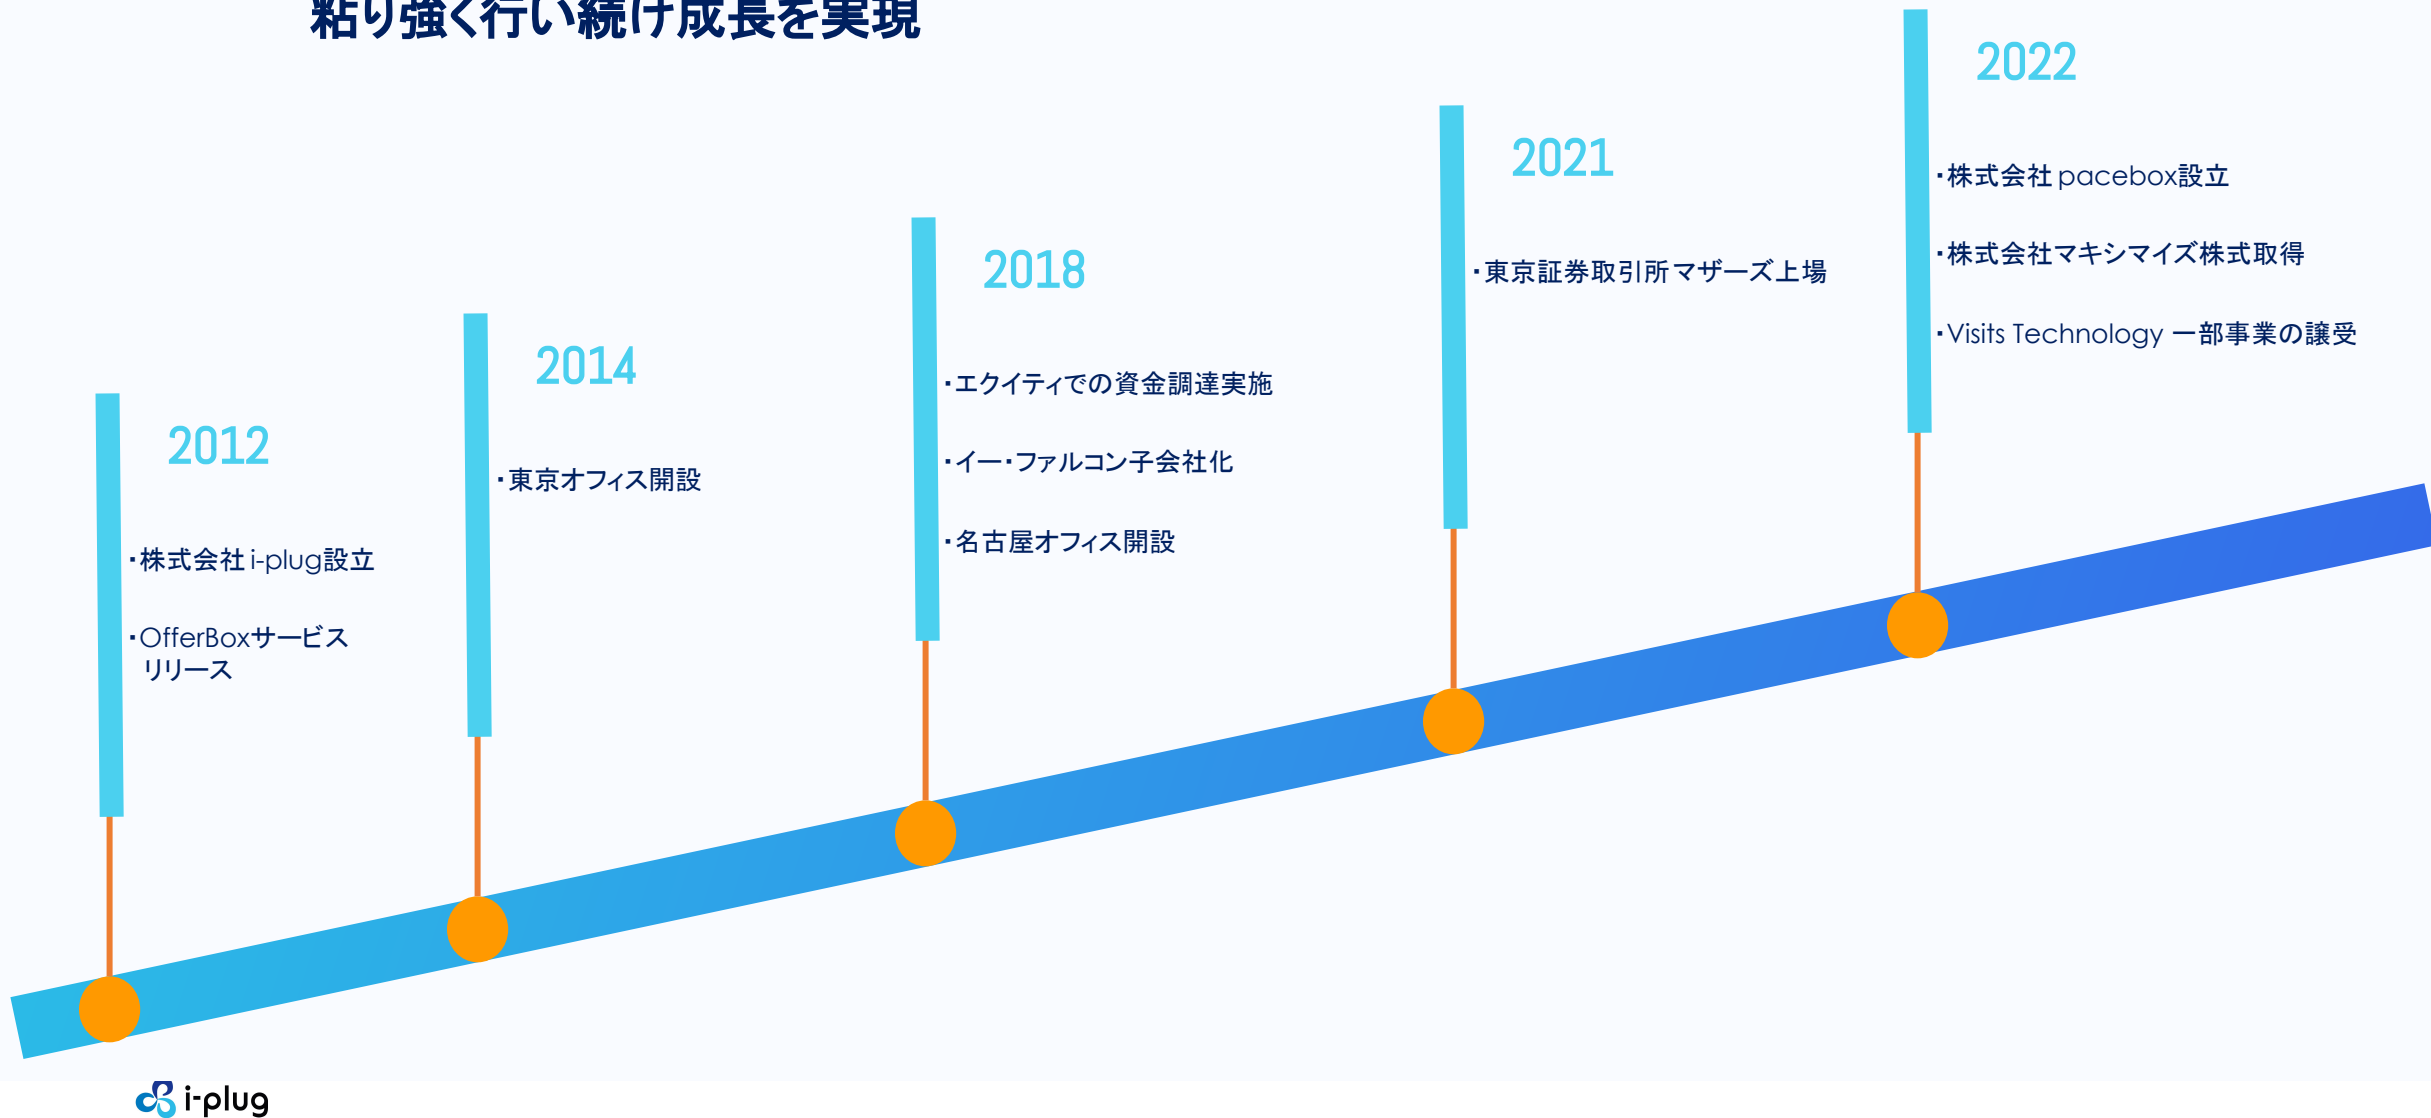 粘り強く行い続け成長を実現
2012
・株式会社 i-plug設立
・OfferBoxサービス
リリース
2014
・東京オフィス開設
2018
・エクイティでの資金調達実施
・イー・ファルコン子会社化
・名古屋オフィス開設
2021
・東京証券取引所マザーズ上場
2022
・株式会社 pacebox設立
・株式会社マキシマイズ株式取得
・Visits Technology 一部事業の譲受
i-plug